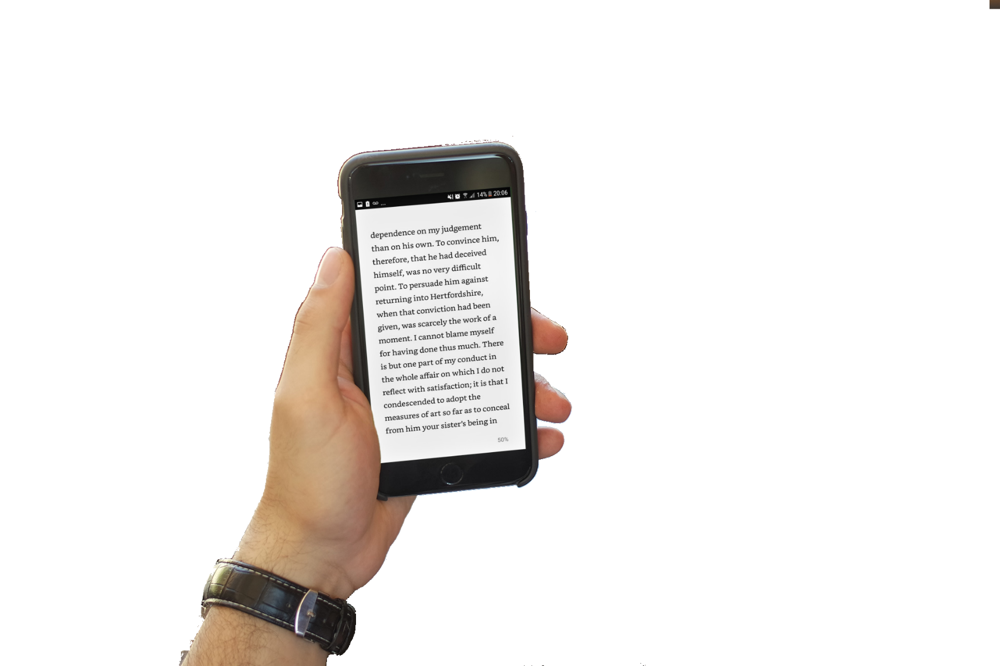 ... 14% 20:06
dependence on my judgement
than on his own. To convince him,
therefore, that he had deceived
himself, was no very difficult
point. To persuade him against
returning into Hertfordshire,
when that conviction had been
given, was scarcely the work of a
moment. I cannot blame myself
for having done thus much. There
is but one part of my conduct in
the whole affair on which I do not
reflect with satisfaction; it is that I
condescended to adopt the
measures of art so far as to conceal
from him your sister's being in
50%